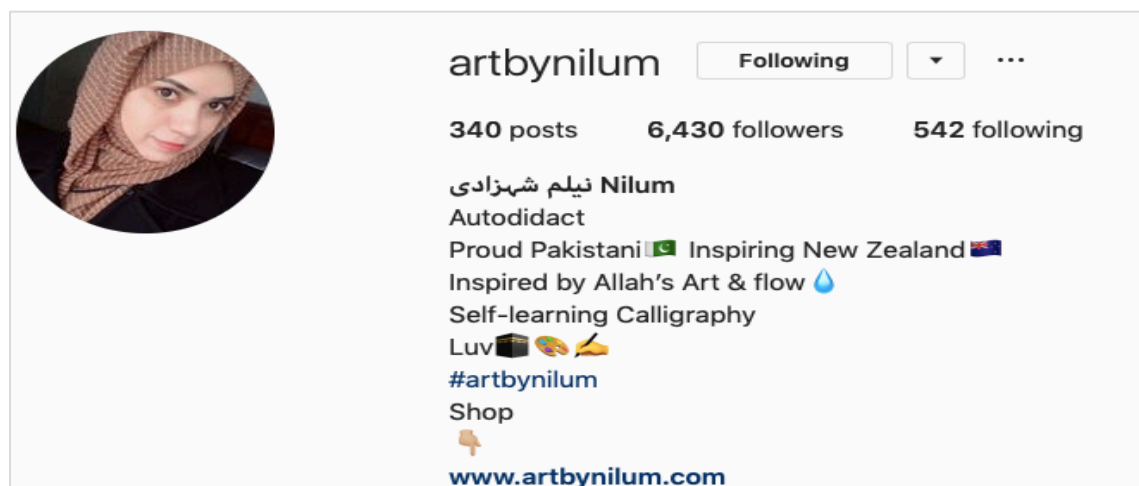 artbynilum Following ...
340 posts 6,430 followers 542 following
نیلم شہزادی Nilum
Autodidact
Proud Pakistani🇵🇰 Inspiring New Zealand🇳🇿
Inspired by Allah’s Art & flow💧
Self-learning Calligraphy
Luv🕋🎨✍️
#artbynilum
Shop
👇🏼
www.artbynilum.com